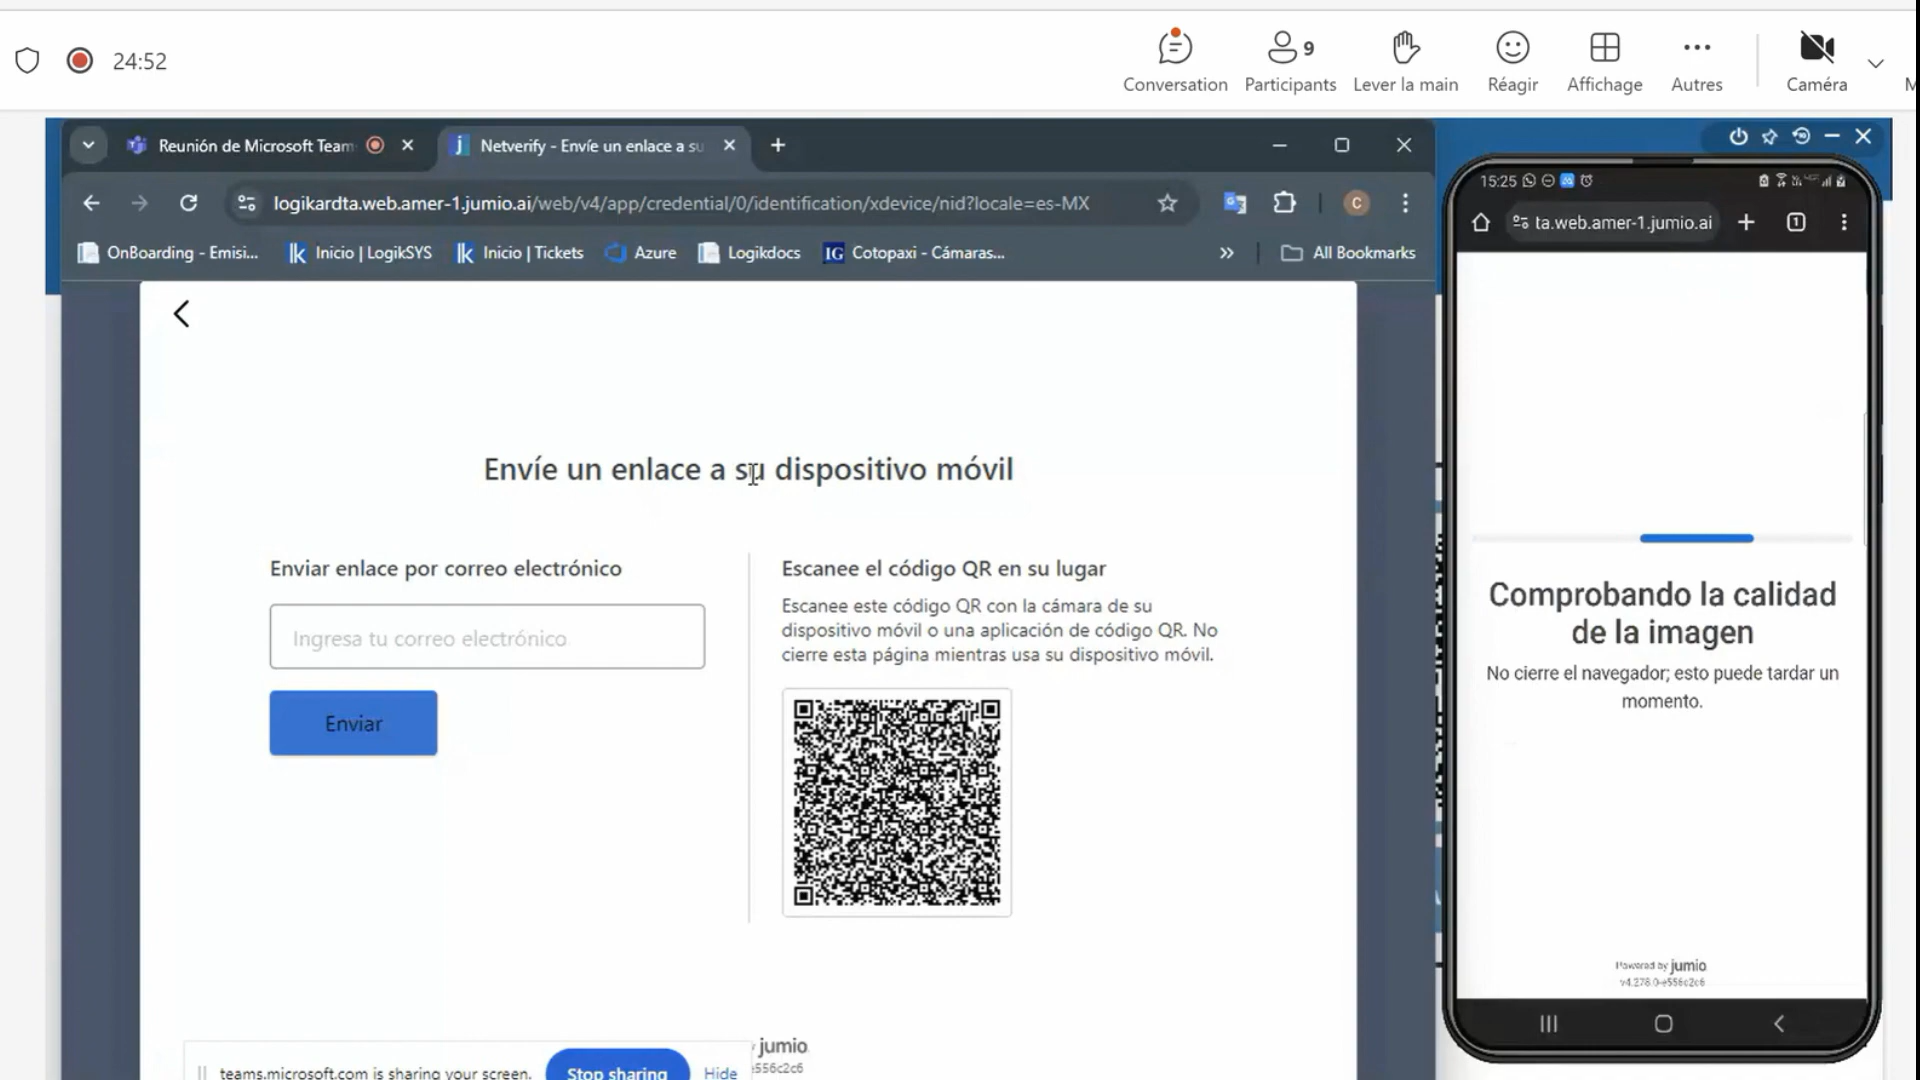 24:52
Conversation
9
Participants
Lever la main
Réagir
Affichage
Autres
Caméra
Reunión de Microsoft Team
Netverify - Envíe un enlace a su
logikardta.web.amer-1.jumio.ai/web/v4/app/credential/0/identification/xdevice/nid?locale=es-MX
C
OnBoarding - Emisi...
Inicio | LogikSYS
Inicio | Tickets
Azure
Logikdocs
IG Cotopaxi - Cámaras...
All Bookmarks
Envíe un enlace a su dispositivo móvil
Enviar enlace por correo electrónico
Ingresa tu correo electrónico
Enviar
Escanee el código QR en su lugar
Escanee este código QR con la cámara de su
dispositivo móvil o una aplicación de código QR. No
cierre esta página mientras usa su dispositivo móvil.
jumio
e556c2c6
teams.microsoft.com is sharing your screen.
Stop sharing
Hide
15:25
ta.web.amer-1.jumio.ai
1
Comprobando la calidad
de la imagen
No cierre el navegador; esto puede tardar un
momento.
Powered by jumio
v4.278.0-e556c2c6